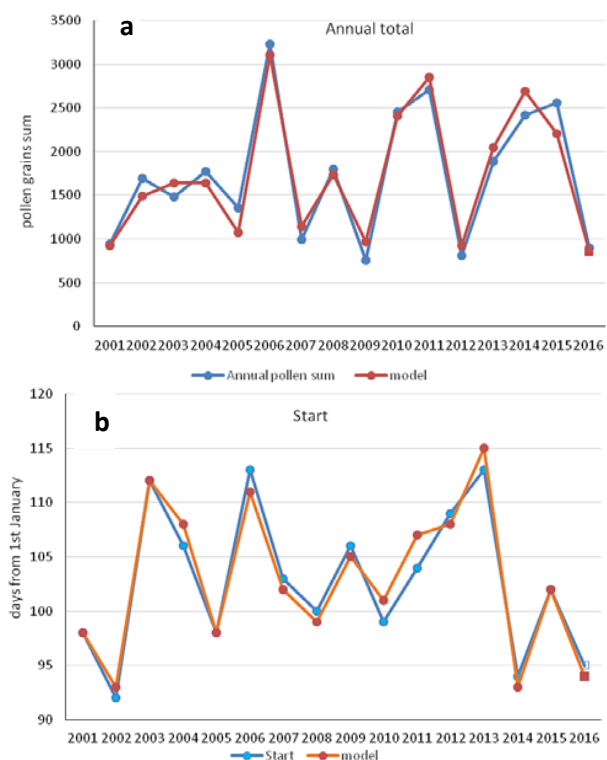 a
Annual total
pollen grains sum
3500
3000
2500
2000
1500
1000
500
0
2001 2002 2003 2004 2005 2006 2007 2008 2009 2010 2011 2012 2013 2014 2015 2016
Annual pollen sum model
b
Start
days from 1st January
120
115
110
105
100
95
90
2001 2002 2003 2004 2005 2006 2007 2008 2009 2010 2011 2012 2013 2014 2015 2016
Start model